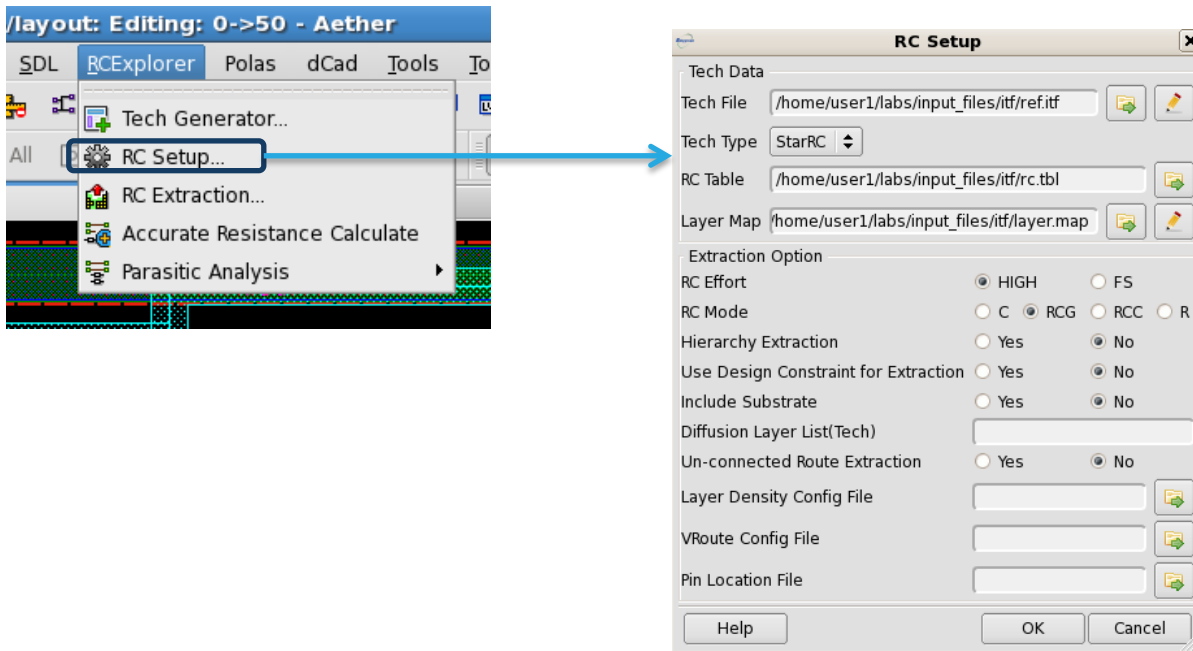 /layout: Editing: 0->50 - Aether
SDL RCExplorer Polas dCad Tools To
Tech Generator...
All RC Setup...
RC Extraction...
Accurate Resistance Calculate
Parasitic Analysis
RC Setup
Tech Data
Tech File /home/user1/labs/input_files/itf/ref.itf
Tech Type StarRC
RC Table /home/user1/labs/input_files/itf/rc.tbl
Layer Map /home/user1/labs/input_files/itf/layer.map
Extraction Option
RC Effort HIGH FS
RC Mode C RCG RCC R
Hierarchy Extraction Yes No
Use Design Constraint for Extraction Yes No
Include Substrate Yes No
Diffusion Layer List(Tech)
Un-connected Route Extraction Yes No
Layer Density Config File
VRoute Config File
Pin Location File
Help OK Cancel